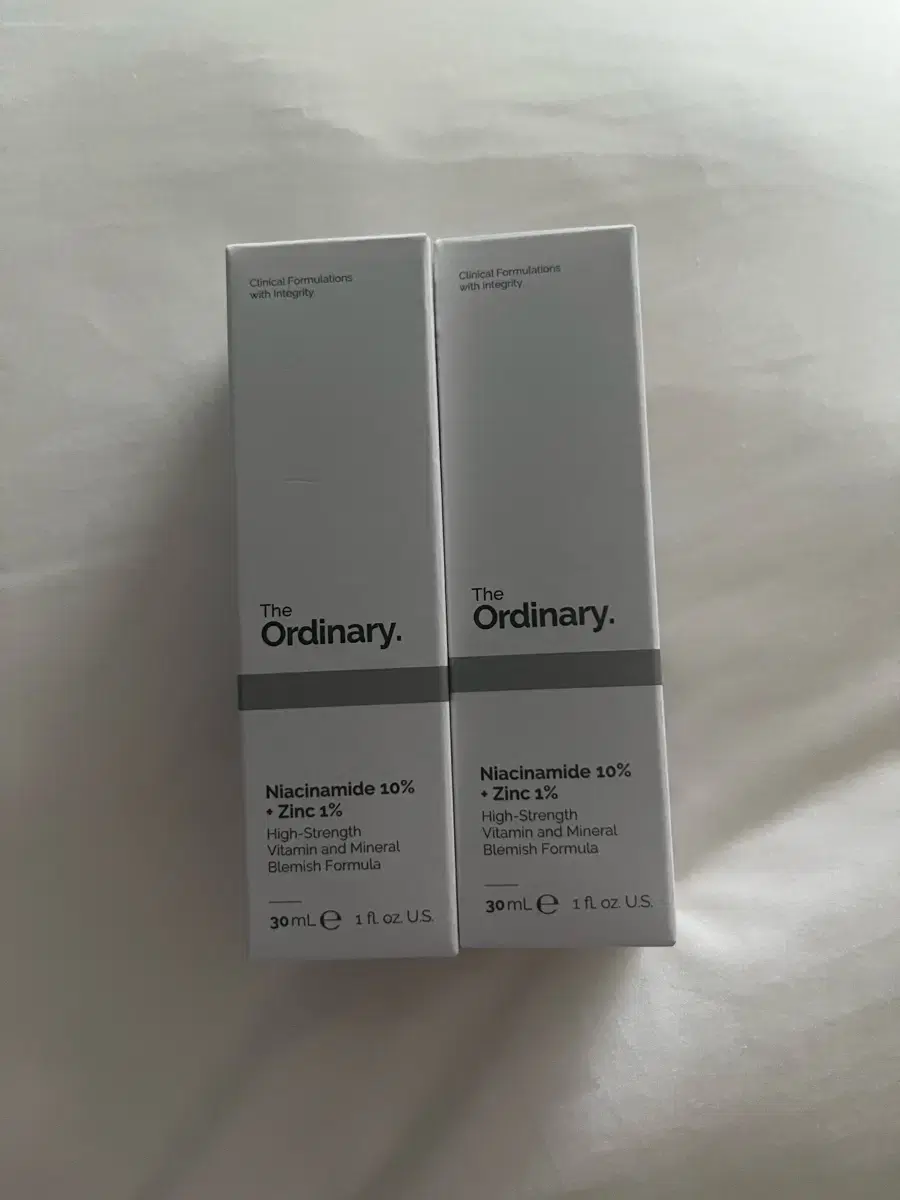 Clinical Formulations
with Integrity
The
Ordinary.
Niacinamide 10%
+ Zinc 1%
High-Strength
Vitamin and Mineral
Blemish Formula
30 mL ℮ 1 fl. oz. U.S.
Clinical Formulations
with Integrity
The
Ordinary.
Niacinamide 10%
+ Zinc 1%
High-Strength
Vitamin and Mineral
Blemish Formula
30 mL ℮ 1 fl. oz. U.S.